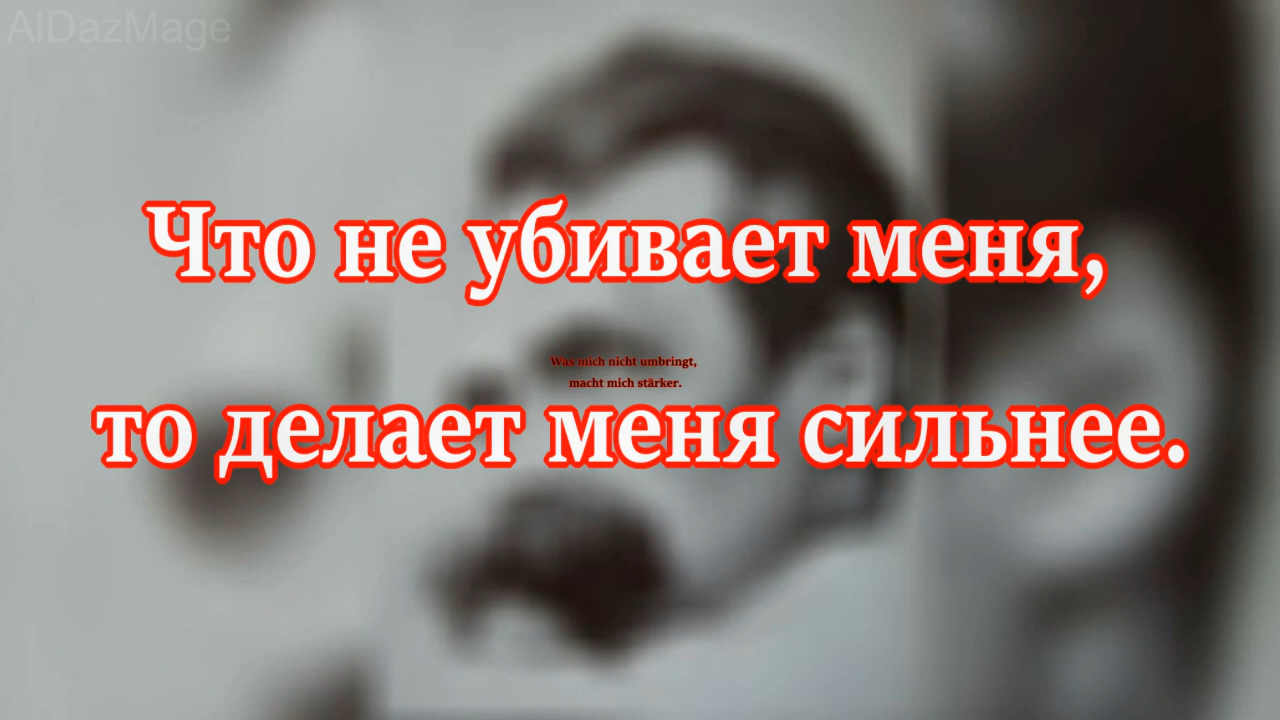 AlDazMage
Что не убивает меня,
Was mich nicht umbringt,
macht mich stärker.
то делает меня сильнее.